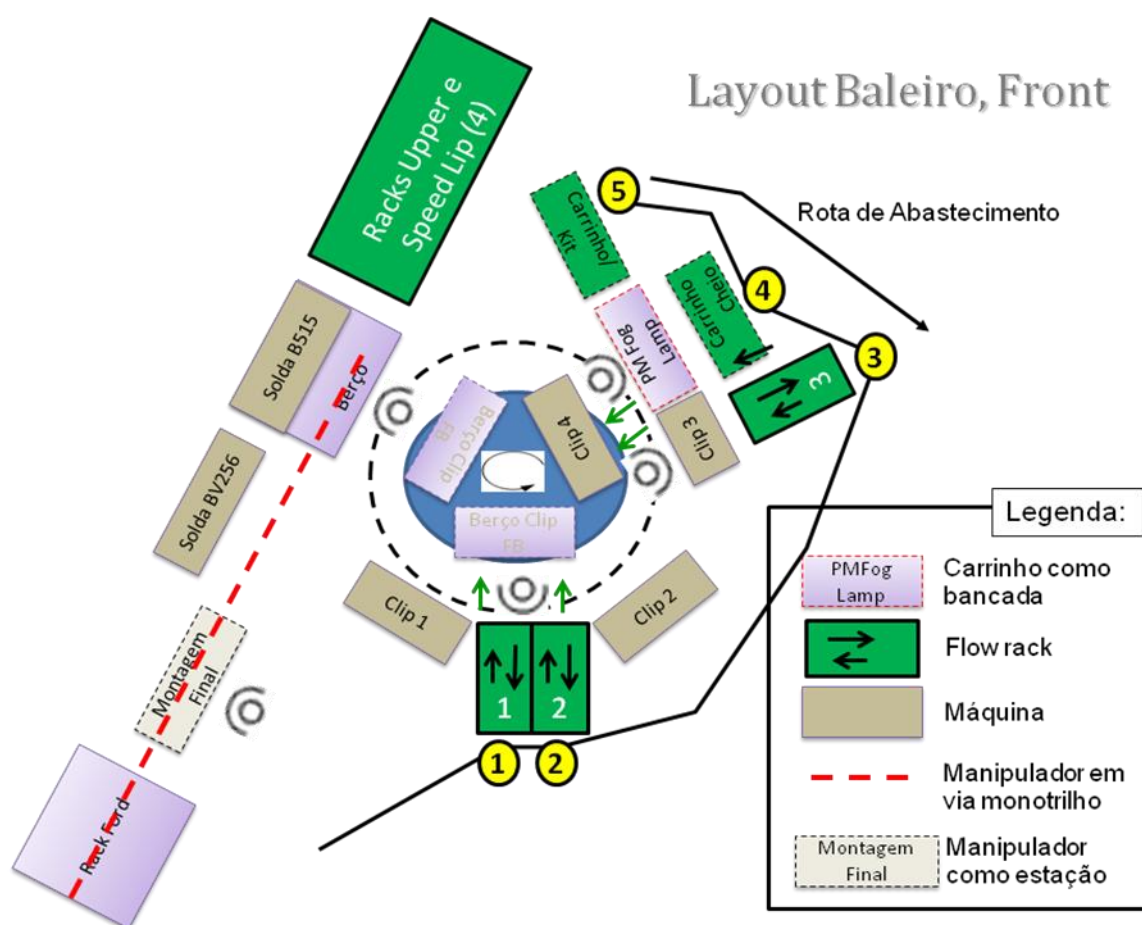 Layout Baleiro, Front
Racks Upper e
Speed Lip (4)
5
Rota de Abastecimento
Carrinho/
Kit
4
Carrinho
Cheio
3
3
PM Fog
Lamp
Clip 3
Solda B515
Berço
Berço Clip
FB
Clip4
Berço Clip
FB
Solda BV256
Clip 1
Clip 2
1
2
1
2
Montagem
Final
Rack Ford
Legenda:
PMFog
Lamp
Carrinho como
bancada
Flow rack
Máquina
Manipulador em
via monotrilho
Montagem
Final
Manipulador
como estação